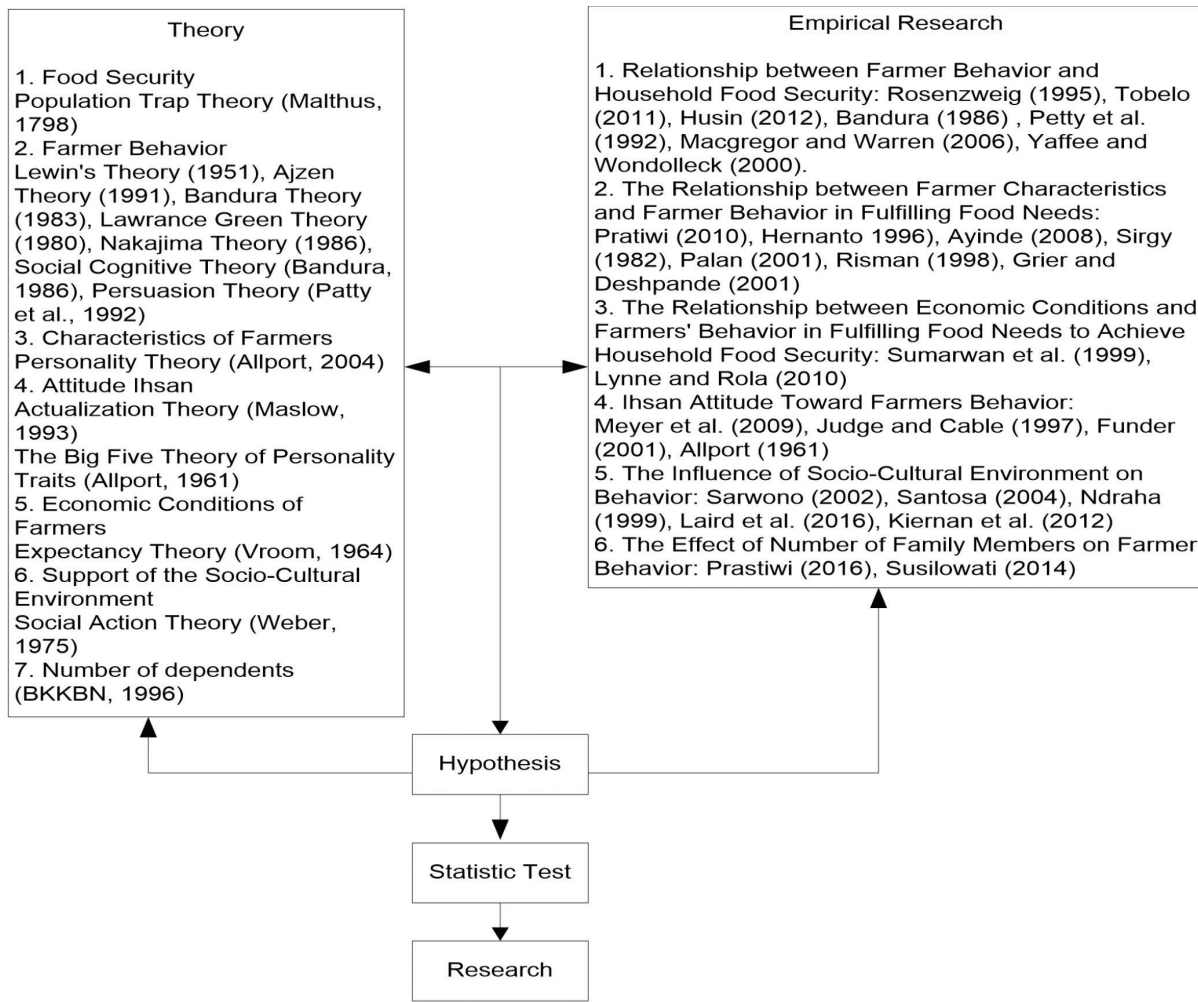 Theory
1. Food Security
Population Trap Theory (Malthus,
1798)
2. Farmer Behavior
Lewin's Theory (1951), Ajzen
Theory (1991), Bandura Theory
(1983), Lawrance Green Theory
(1980), Nakajima Theory (1986),
Social Cognitive Theory (Bandura,
1986), Persuasion Theory (Patty
et al., 1992)
3. Characteristics of Farmers
Personality Theory (Allport, 2004)
4. Attitude Ihsan
Actualization Theory (Maslow,
1993)
The Big Five Theory of Personality
Traits (Allport, 1961)
5. Economic Conditions of
Farmers
Expectancy Theory (Vroom, 1964)
6. Support of the Socio-Cultural
Environment
Social Action Theory (Weber,
1975)
7. Number of dependents
(BKKBN, 1996)
Empirical Research
1. Relationship between Farmer Behavior and
Household Food Security: Rosenzweig (1995), Tobelo
(2011), Husin (2012), Bandura (1986) , Petty et al.
(1992), Macgregor and Warren (2006), Yaffee and
Wondolleck (2000).
2. The Relationship between Farmer Characteristics
and Farmer Behavior in Fulfilling Food Needs:
Pratiwi (2010), Hernanto 1996), Ayinde (2008), Sirgy
(1982), Palan (2001), Risman (1998), Grier and
Deshpande (2001)
3. The Relationship between Economic Conditions and
Farmers' Behavior in Fulfilling Food Needs to Achieve
Household Food Security: Sumarwan et al. (1999),
Lynne and Rola (2010)
4. Ihsan Attitude Toward Farmers Behavior:
Meyer et al. (2009), Judge and Cable (1997), Funder
(2001), Allport (1961)
5. The Influence of Socio-Cultural Environment on
Behavior: Sarwono (2002), Santosa (2004), Ndraha
(1999), Laird et al. (2016), Kiernan et al. (2012)
6. The Effect of Number of Family Members on Farmer
Behavior: Prastiwi (2016), Susilowati (2014)
Hypothesis
Statistic Test
Research